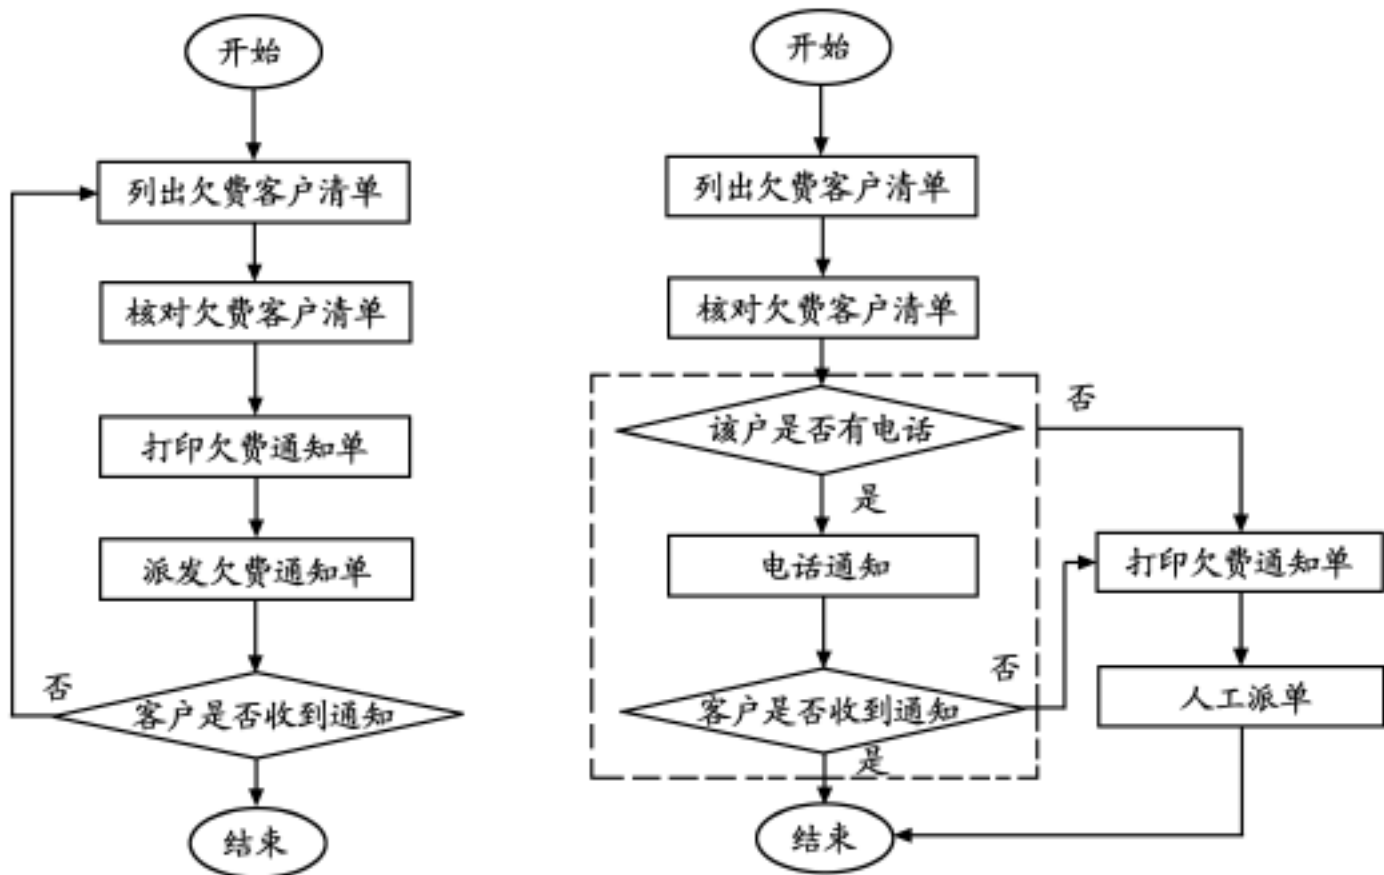 开始
列出欠费客户清单
核对欠费客户清单
打印欠费通知单
派发欠费通知单
否
客户是否收到通知
结束
开始
列出欠费客户清单
核对欠费客户清单
该户是否有电话
否
是
电话通知
打印欠费通知单
否
客户是否收到通知
人工派单
是
结束